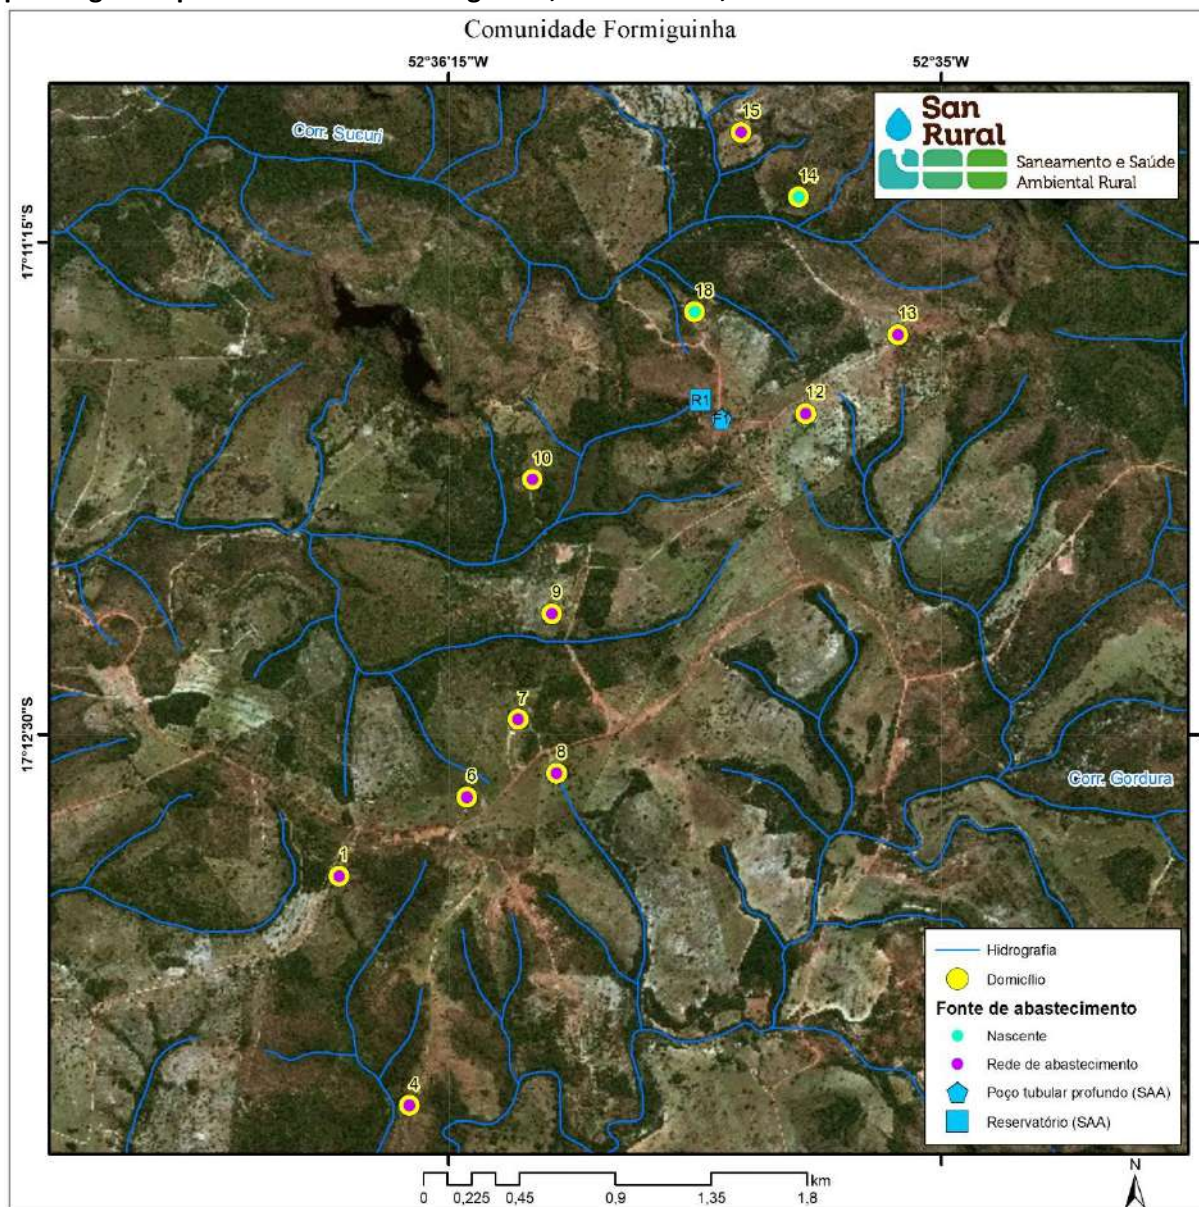 Comunidade Formiguinha
52°36'15"W
52°35'W
San
Rural
Saneamento e Saúde
Ambiental Rural
Corr. Sucuri
15
14
17°11'15"S
18
13
R1
12
10
9
7
17°12'30"S
8
6
Corr. Gordura
1
4
Hidrografia
Domicílio
Fonte de abastecimento
Nascente
Rede de abastecimento
Poço tubular profundo (SAA)
Reservatório (SAA)
0 0,225 0,45 0,9 1,35 1,8 km
N